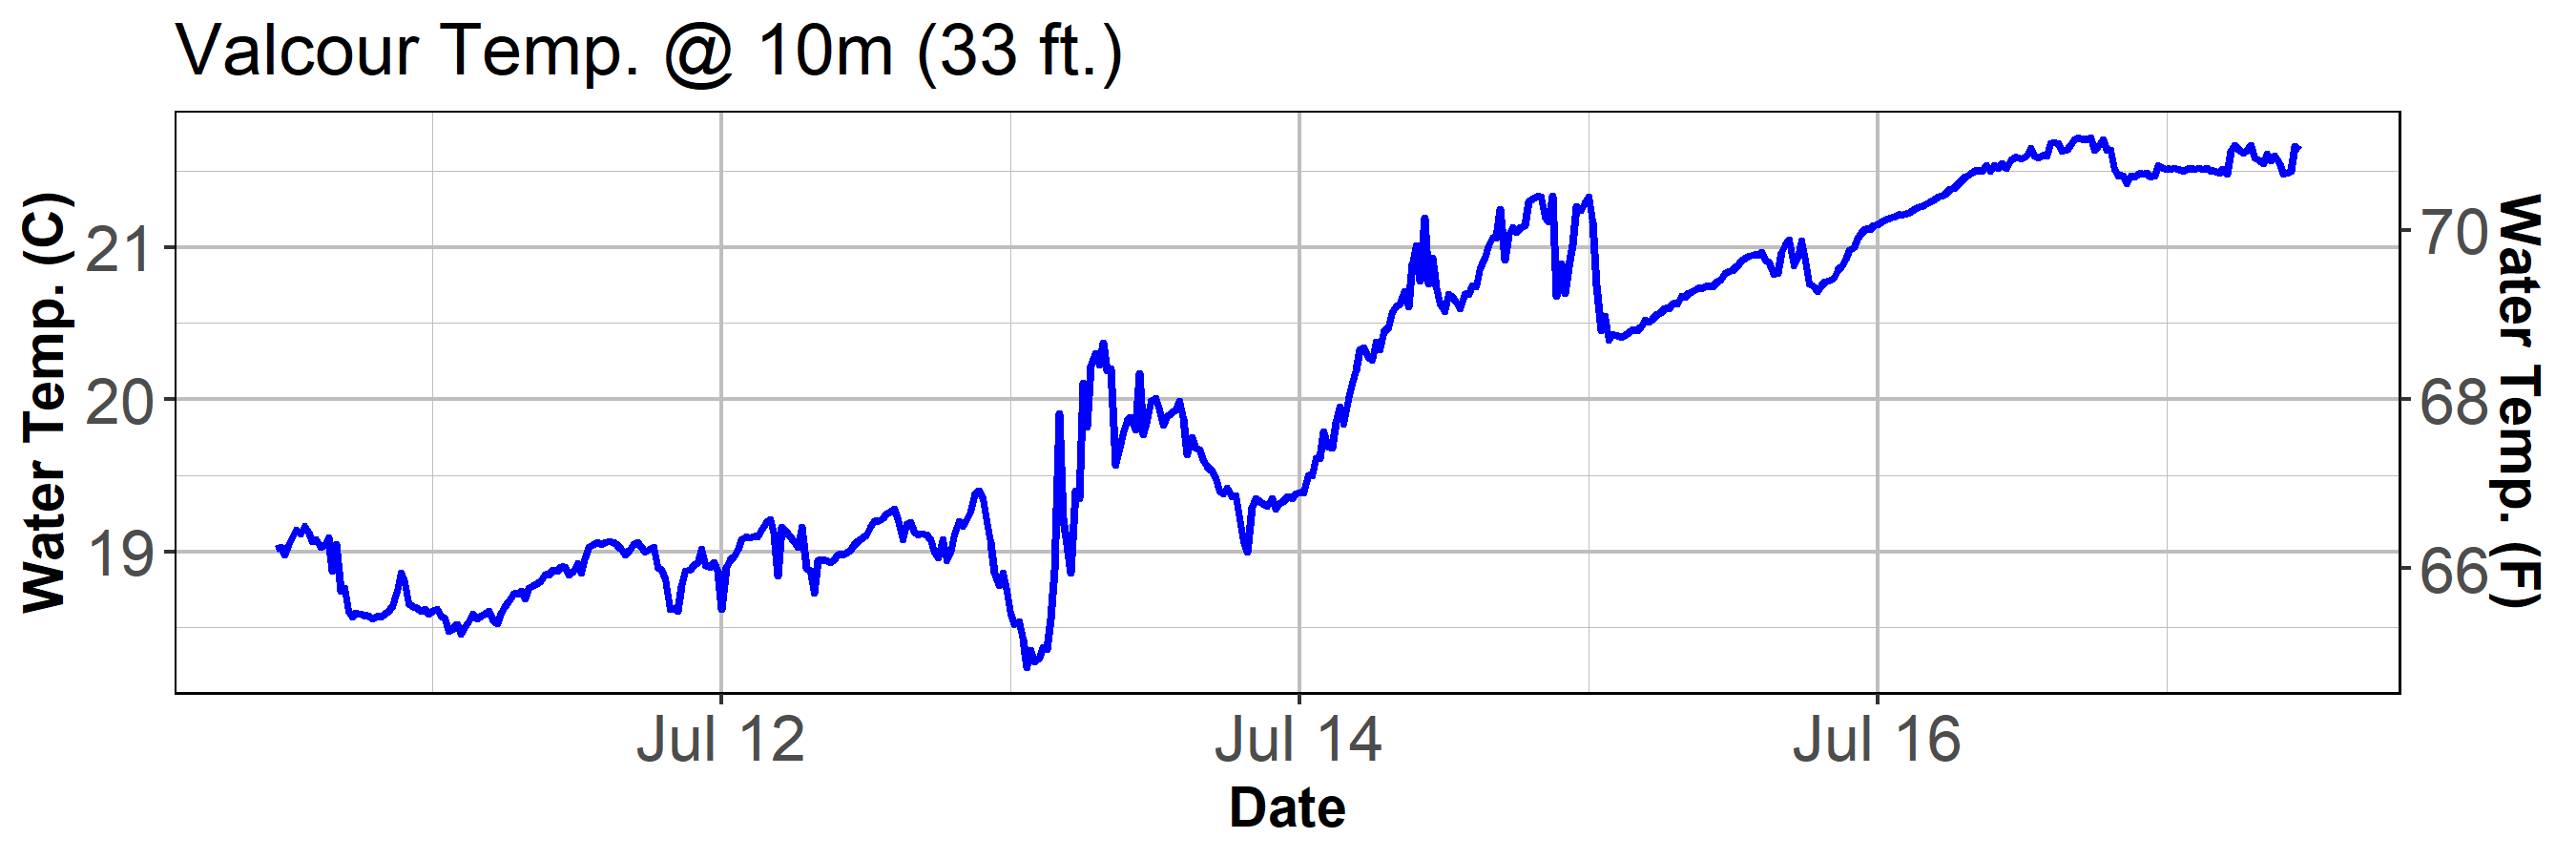 Valcour Temp. @ 10m (33 ft.)
Water Temp. (C)
21
20
19
70
68
66
Water Temp. (F)
Jul 12 Jul 14 Jul 16
Date